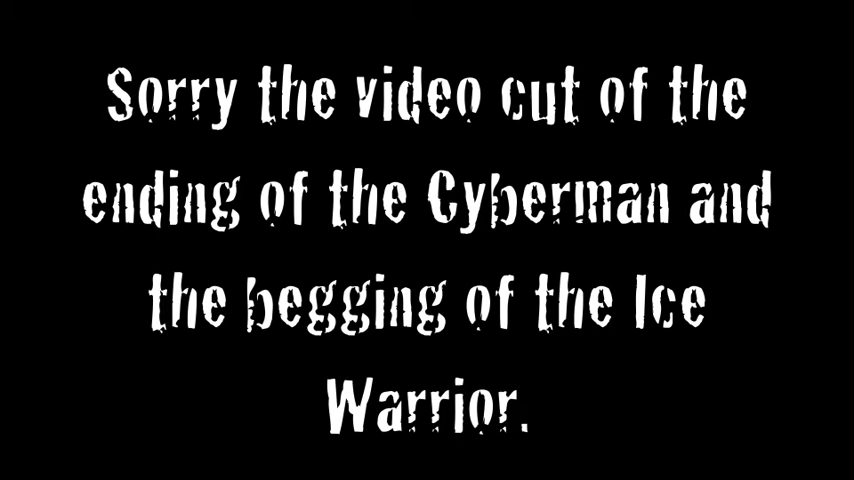 Sorry the video cut of the
ending of the Cyberman and
the begging of the Ice
Warrior.